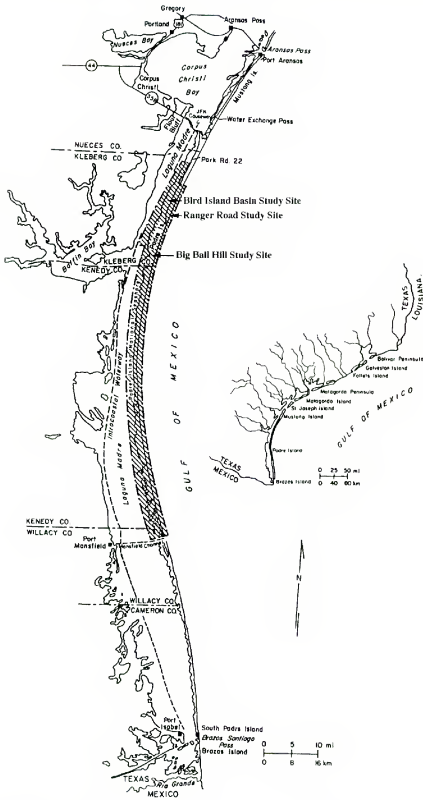 Gregory
Portland
181
Aransas Pass
Nueces Bay
Aransas Pass
Port Aransas
44
Corpus
Christi
Corpus
Christi
Bay
Mustang Is.
Flour
Bluff
JFK
Causeway
Water Exchange Pass
Laguna Madre
NUECES CO.
KLEBERG CO
Park Rd. 22
Bird Island Basin Study Site
Ranger Road Study Site
Big Ball Hill Study Site
Baffin Bay
KLEBERG
KENEDY CO.
Intracoastal Waterway
Laguna Madre
GULF OF MEXICO
TEXAS
LOUISIANA
Bolivar Peninsula
Galveston Island
Follets Island
Matagorda Peninsula
Matagorda Island
St Joseph Island
Mustang Island
Padre Island
GULF OF MEXICO
TEXAS
MEXICO
Brazos Island
0 25 50 mi
0 40 60 km
KENEDY CO
WILLACY CO
Port
Mansfield
Mansfield Channel
N
WILLACY CO
CAMERON CO.
Port
Isabel
South Padre Island
Brazos Santiago
Pass
Brazos Island
0 5 10 mi
0 8 16 km
TEXAS
MEXICO
Rio Grande